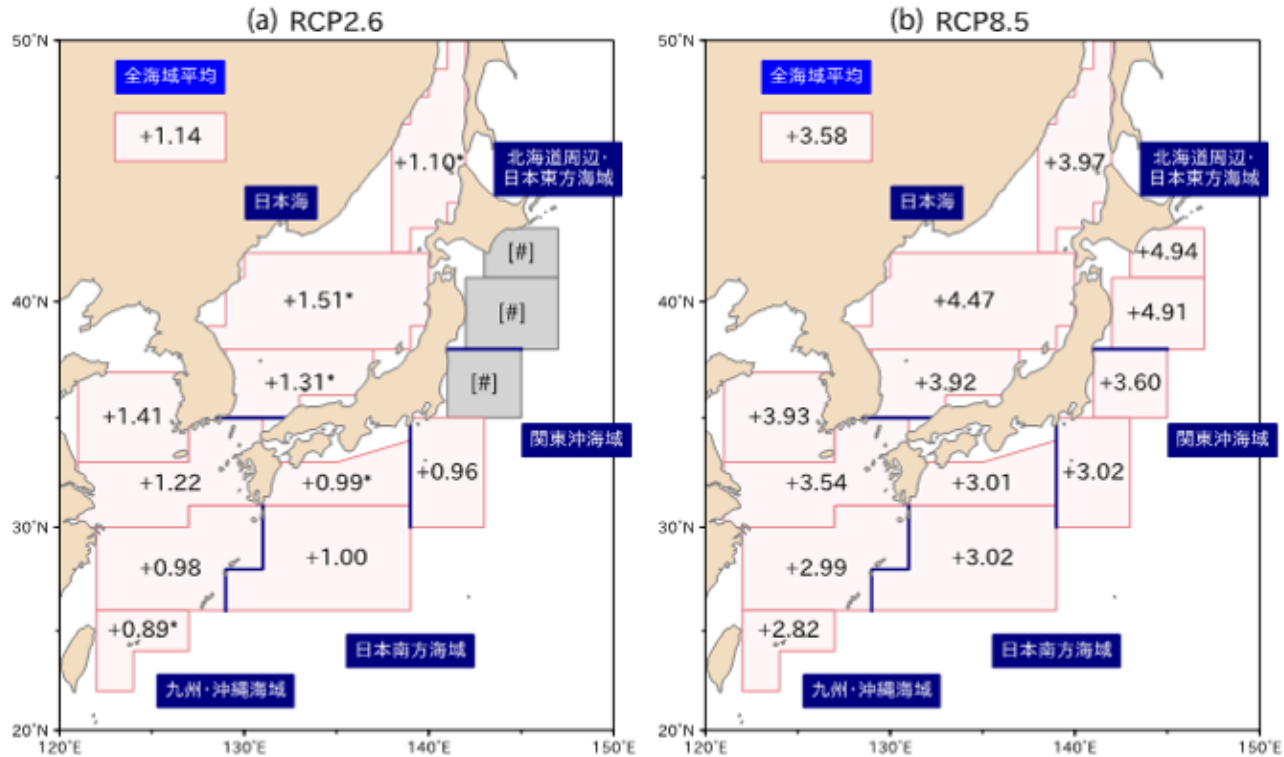 (a) RCP2.6
50°N
全海域平均
+1.14
+1.10*
北海道周辺・
日本東方海域
日本海
[#]
40°N
+1.51*
[#]
+1.31*
[#]
+1.41
関東沖海域
+1.22
+0.99*
+0.96
30°N
+0.98
+1.00
+0.89*
日本南方海域
九州・沖縄海域
20°N
120°E
130°E
140°E
150°E
(b) RCP8.5
50°N
全海域平均
+3.58
+3.97
北海道周辺・
日本東方海域
日本海
+4.94
40°N
+4.47
+4.91
+3.92
+3.60
+3.93
関東沖海域
+3.54
+3.01
+3.02
30°N
+2.99
+3.02
+2.82
日本南方海域
九州・沖縄海域
20°N
120°E
130°E
140°E
150°E